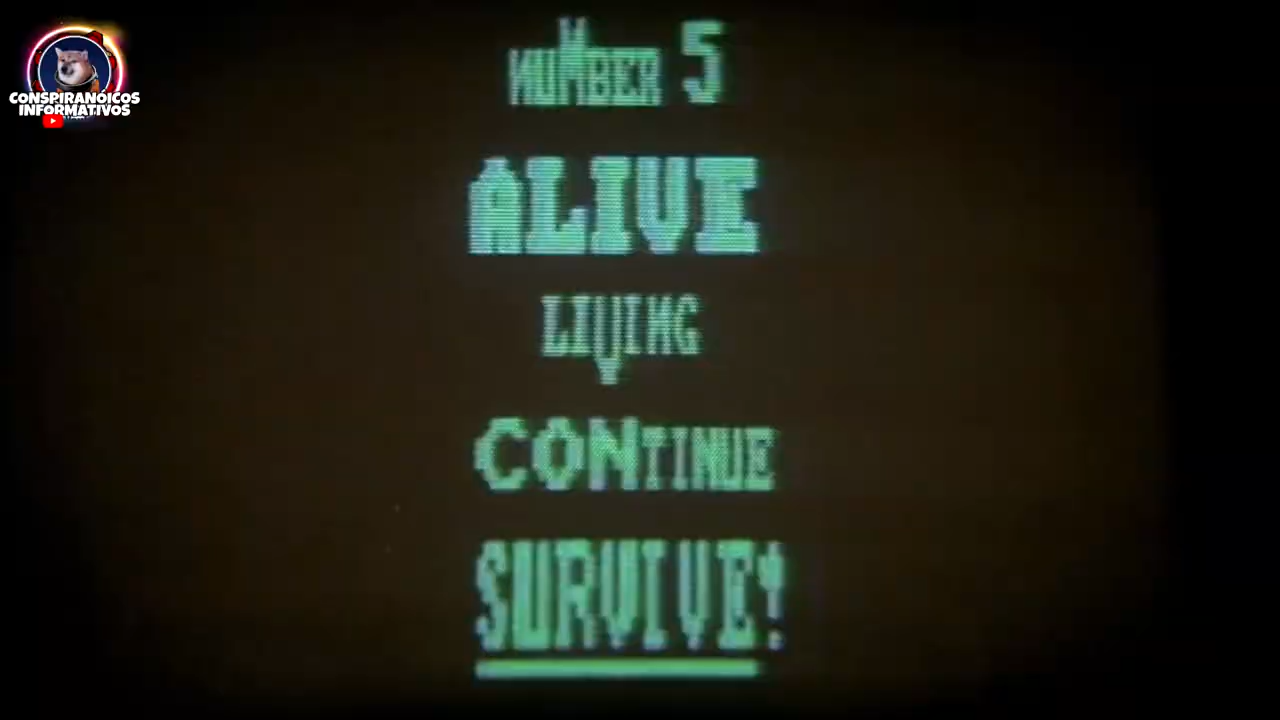 CONSPIRANOICOS
INFORMATIVOS
NUMBER 5
ALIVE
LIVING
CONTINUE
SURVIVE!